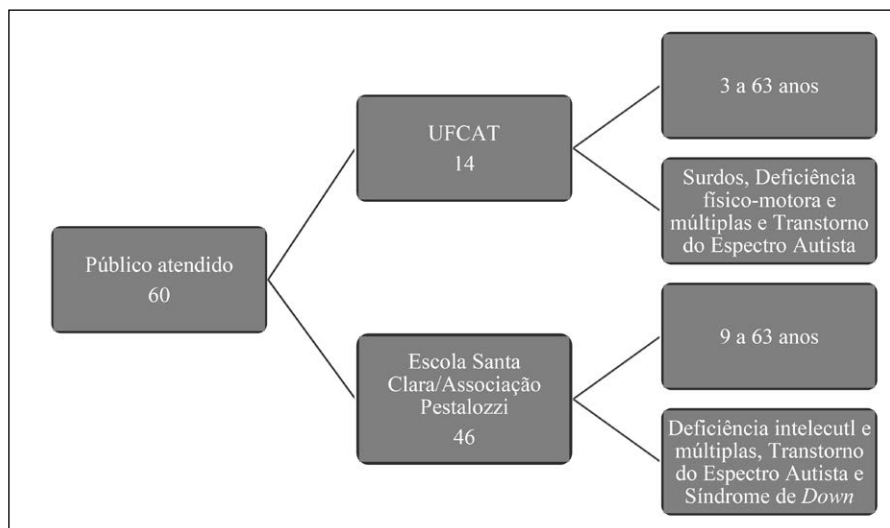 Público atendido
60
UFCAT
14
3 a 63 anos
Surdos, Deficiência
físico-motora e
múltiplas e Transtorno
do Espectro Autista
Escola Santa
Clara/Associação
Pestalozzi
46
9 a 63 anos
Deficiência intelecutl e
múltiplas, Transtorno
do Espectro Autista e
Síndrome de Down